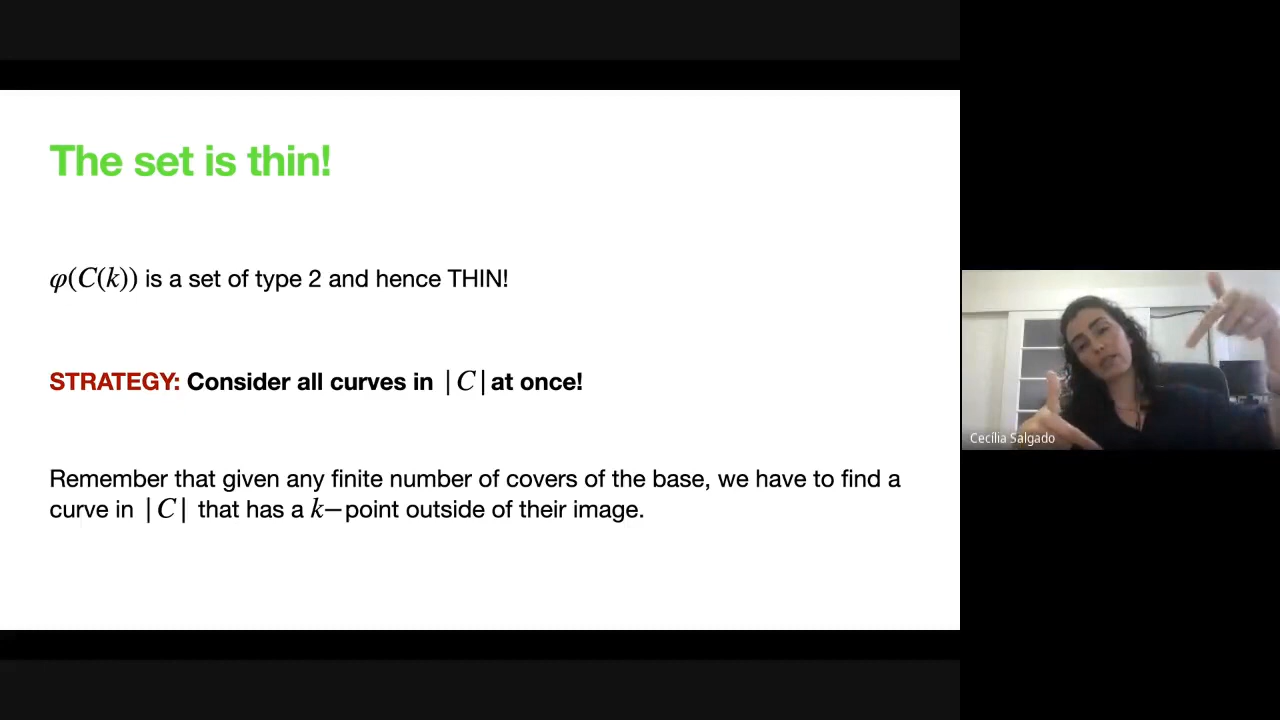 The set is thin!
φ(C(k)) is a set of type 2 and hence THIN!
STRATEGY: Consider all curves in |C| at once!
Remember that given any finite number of covers of the base, we have to find a
curve in |C| that has a k−point outside of their image.
Cecília Salgado